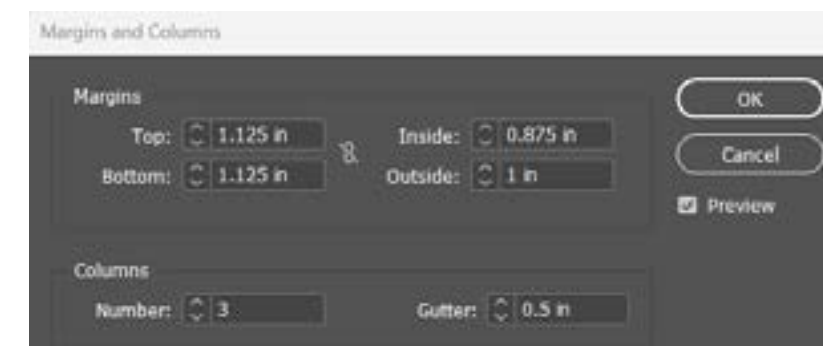 Margins and Columns
Margins
OK
Top: 1.125 in Inside: 0.875 in
Cancel
Bottom: 1.125 in Outside: 1 in
Preview
Columns
Number: 3 Gutter: 0.5 in